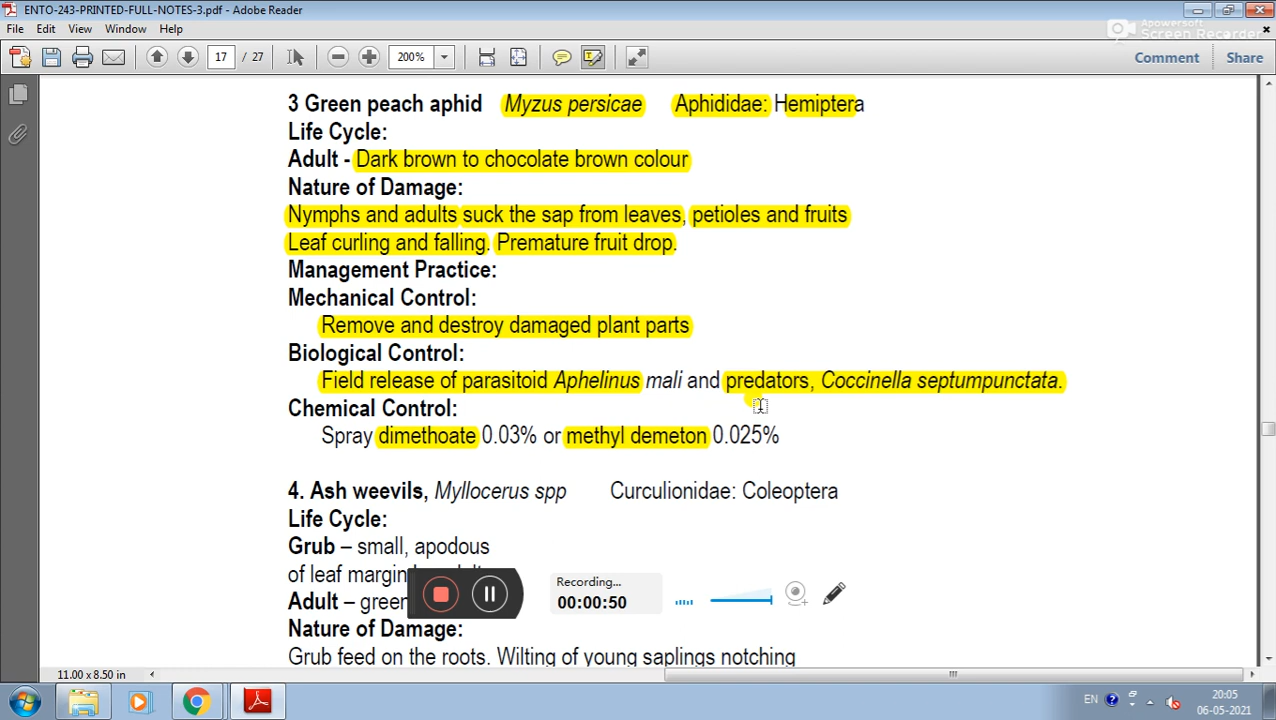 ENTO-243-PRINTED-FULL-NOTES-3.pdf - Adobe Reader
File Edit View Window Help
Apowersoft
Screen Recorder
17 / 27 200% Comment Share
3 Green peach aphid Myzus persicae Aphididae: Hemiptera
Life Cycle:
Adult - Dark brown to chocolate brown colour
Nature of Damage:
Nymphs and adults suck the sap from leaves, petioles and fruits
Leaf curling and falling. Premature fruit drop.
Management Practice:
Mechanical Control:
Remove and destroy damaged plant parts
Biological Control:
Field release of parasitoid Aphelinus mali and predators, Coccinella septumpunctata.
Chemical Control:
Spray dimethoate 0.03% or methyl demeton 0.025%
4. Ash weevils, Myllocerus spp Curculionidae: Coleoptera
Life Cycle:
Grub – small, apodous
of leaf margin
Adult – green
Recording...
00:00:50
Nature of Damage:
Grub feed on the roots. Wilting of young saplings notching
11.00 x 8.50 in
EN
20:05
06-05-2021